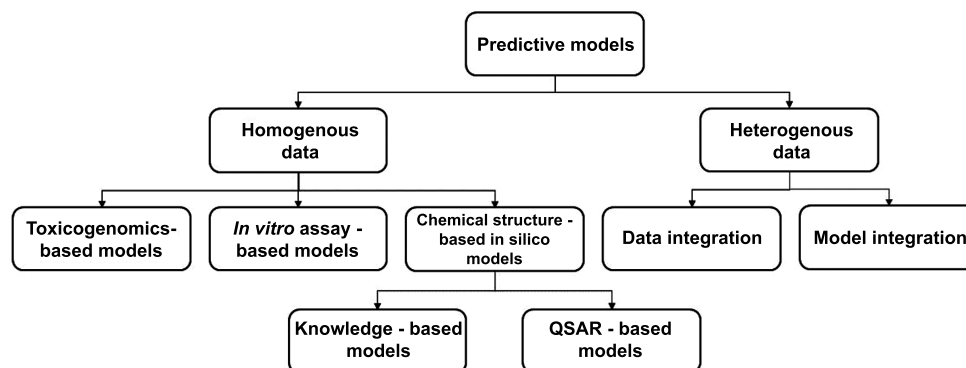 Predictive models
Homogenous
data
Heterogenous
data
Toxicogenomics-
based models
In vitro assay -
based models
Chemical structure -
based in silico
models
Data integration
Model integration
Knowledge - based
models
QSAR - based
models